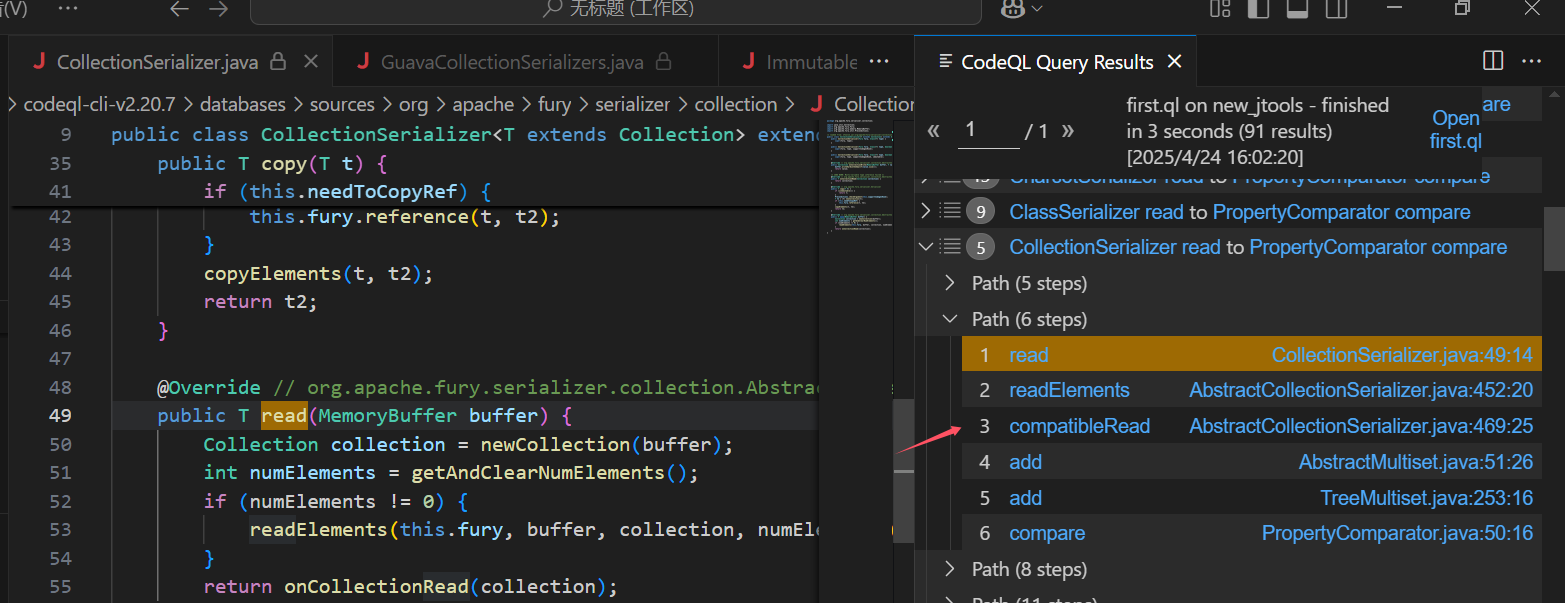 (V) ··· ← → 无标题 (工作区)
CollectionSerializer.java GuavaCollectionSerializers.java Immutable ···
codeql-cli-v2.20.7 > databases > sources > org > apache > fury > serializer > collection > Collection
9 public class CollectionSerializer<T extends Collection> exten
35 public T copy(T t) {
41 if (this.needToCopyRef) {
42 this.fury.reference(t, t2);
43 }
44 copyElements(t, t2);
45 return t2;
46 }
47
48 @Override // org.apache.fury.serializer.collection.Abstrac
49 public T read(MemoryBuffer buffer) {
50 Collection collection = newCollection(buffer);
51 int numElements = getAndClearNumElements();
52 if (numElements != 0) {
53 readElements(this.fury, buffer, collection, numEl
54 }
55 return onCollectionRead(collection);
CodeQL Query Results
« 1 / 1 »
first.ql on new_jtools - finished
in 3 seconds (91 results)
[2025/4/24 16:02:20]
Open
first.ql
are
CharsetSerializer read to PropertyComparator compare
9 ClassSerializer read to PropertyComparator compare
5 CollectionSerializer read to PropertyComparator compare
Path (5 steps)
Path (6 steps)
1 read CollectionSerializer.java:49:14
2 readElements AbstractCollectionSerializer.java:452:20
3 compatibleRead AbstractCollectionSerializer.java:469:25
4 add AbstractMultiset.java:51:26
5 add TreeMultiset.java:253:16
6 compare PropertyComparator.java:50:16
Path (8 steps)
Path (11 steps)